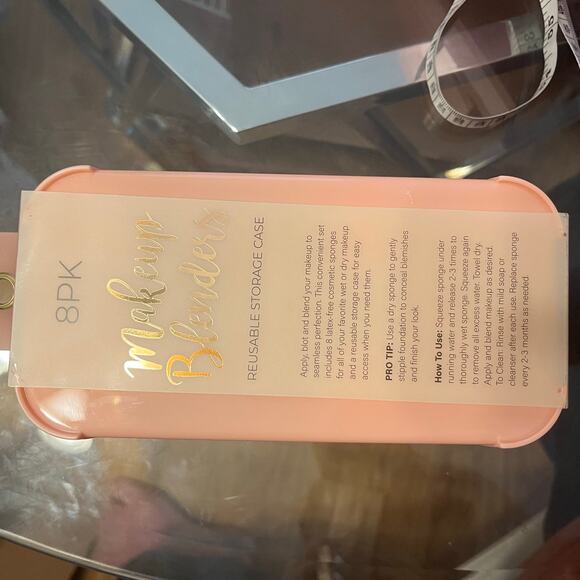 8PK
Makeup
Blenders
REUSABLE STORAGE CASE
Apply, blot and blend your makeup to
seamless perfection. This convenient set
includes 8 latex-free cosmetic sponges
for all of your favorite wet or dry makeup
and a reusable storage case for easy
access when you need them.
PRO TIP: Use a dry sponge to gently
stipple foundation to conceal blemishes
and finish your look.
How To Use: Squeeze sponge under
running water and release 2-3 times to
thoroughly wet sponge. Squeeze again
to remove all excess water. Towel dry.
Apply and blend makeup as desired.
To Clean: Rinse with mild soap or
cleanser after each use. Replace sponge
every 2-3 months as needed.